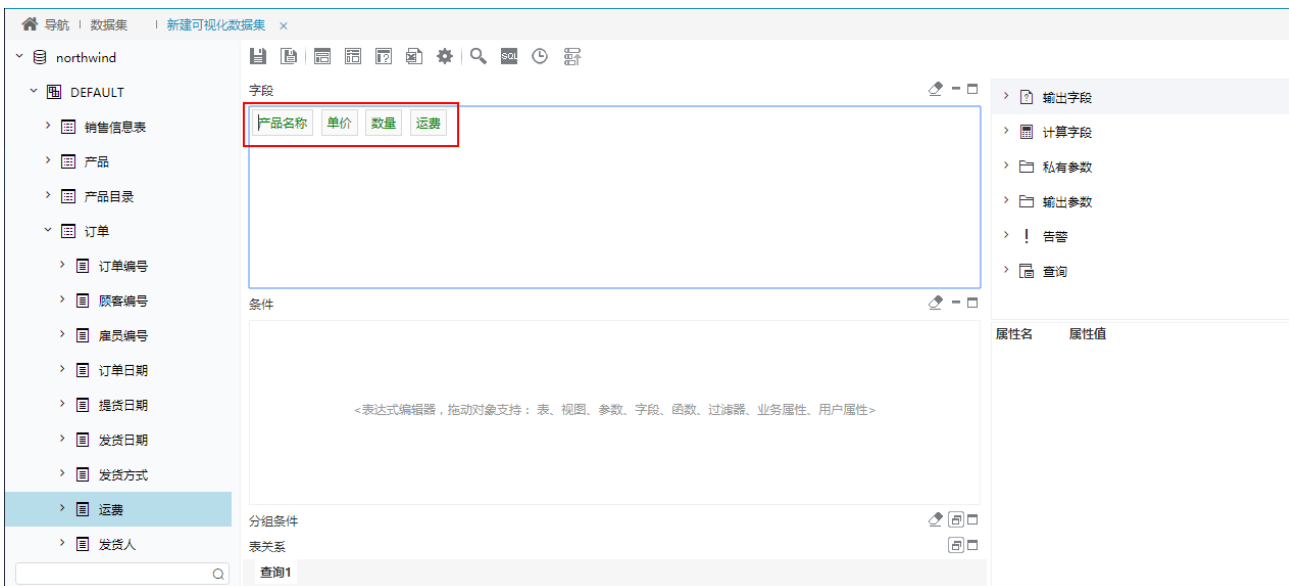 导航 数据集 新建可视化数据集 ×
northwind
DEFAULT
销售信息表
产品
产品目录
订单
订单编号
顾客编号
雇员编号
订单日期
提货日期
发货日期
发货方式
运费
发货人
SQL
字段
产品名称 单价 数量 运费
条件
<表达式编辑器，拖动对象支持： 表、视图、参数、字段、函数、过滤器、业务属性、用户属性>
分组条件
表关系
查询1
输出字段
计算字段
私有参数
输出参数
告警
查询
属性名 属性值